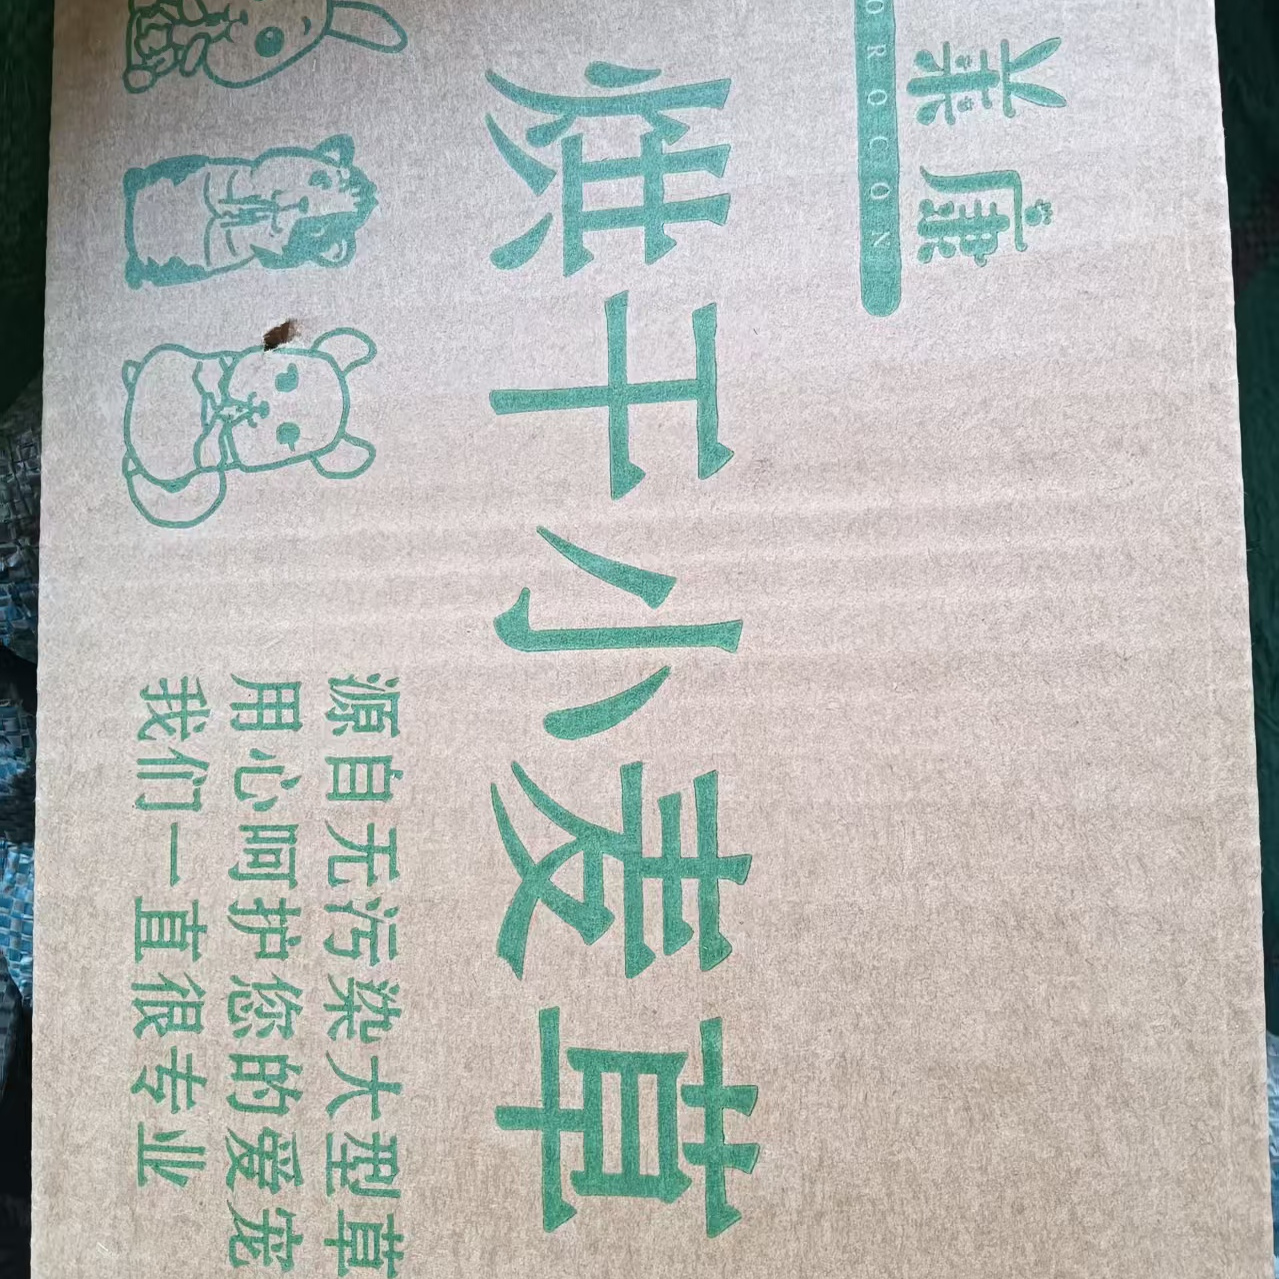 莱康
OROCON
烘干小麦草
源自无污染大型草
用心呵护您的爱宠
我们一直很专业